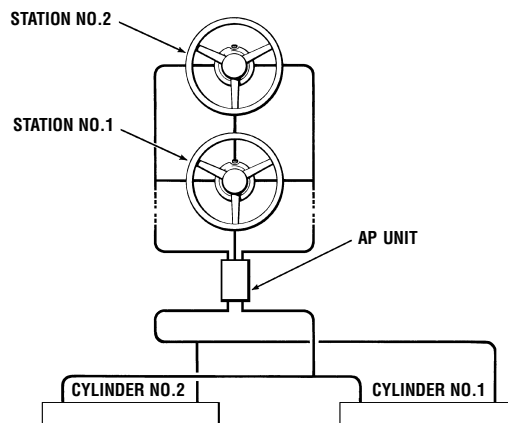 STATION NO.2
STATION NO.1
AP UNIT
CYLINDER NO.2
CYLINDER NO.1